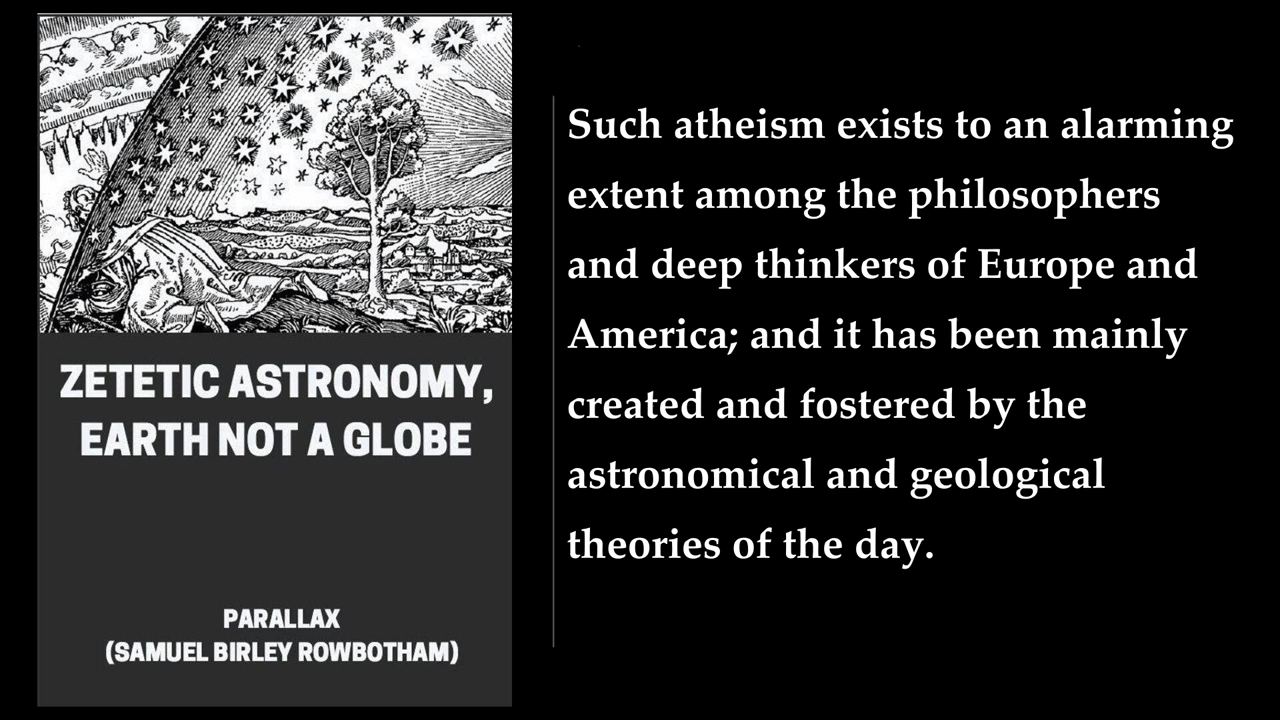 ZETETIC ASTRONOMY,
EARTH NOT A GLOBE
PARALLAX
(SAMUEL BIRLEY ROWBOTHAM)
Such atheism exists to an alarming
extent among the philosophers
and deep thinkers of Europe and
America; and it has been mainly
created and fostered by the
astronomical and geological
theories of the day.